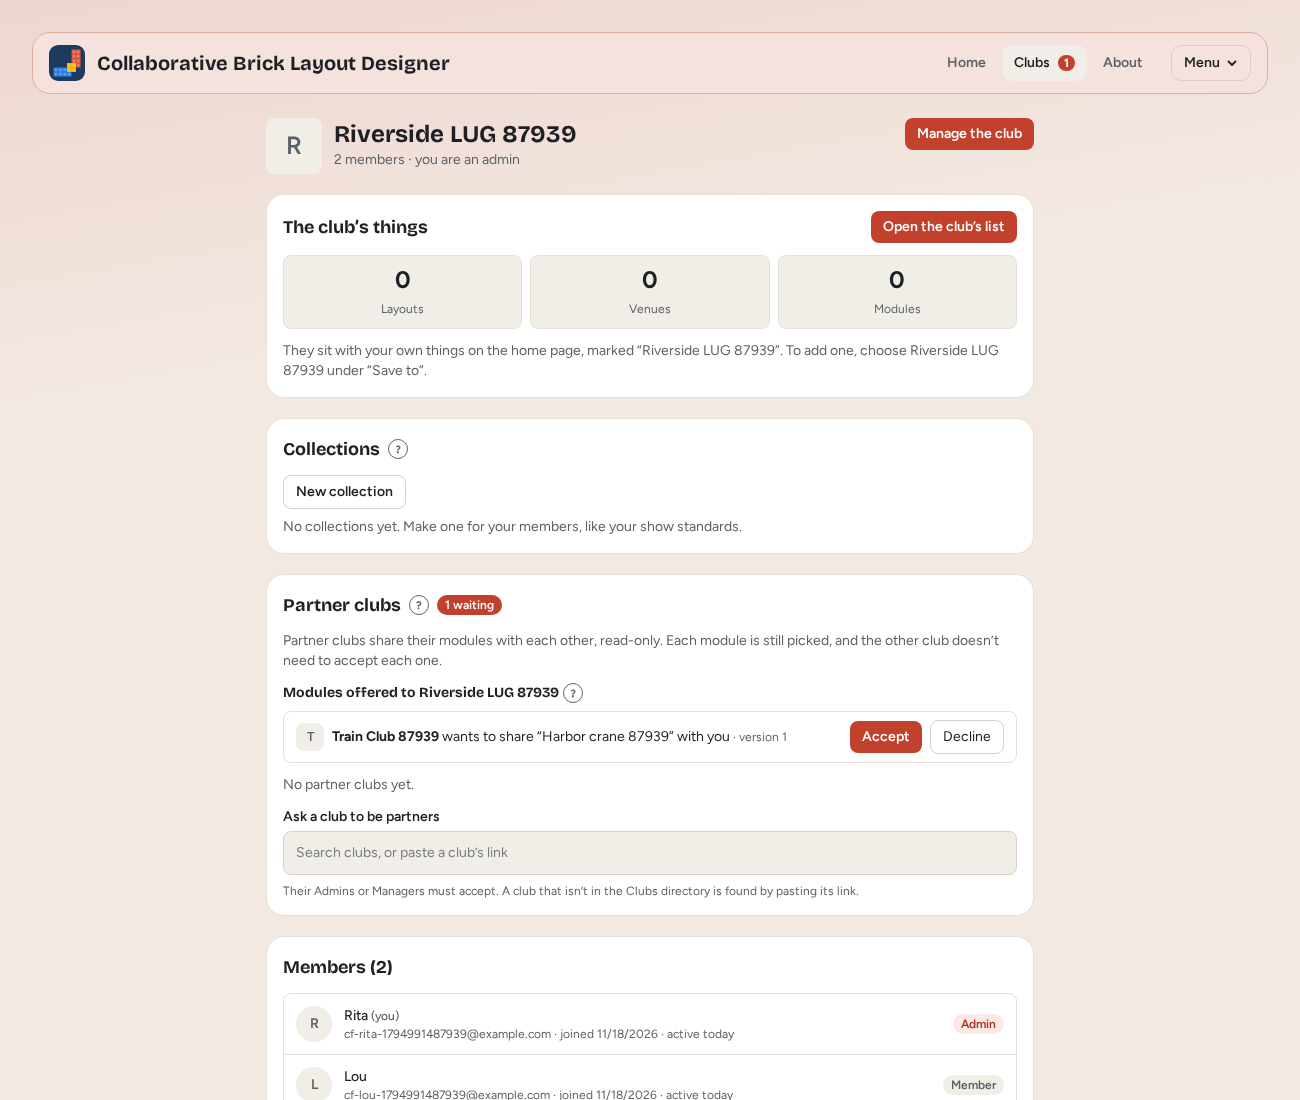 Collaborative Brick Layout Designer
Home
Clubs 1
About
Menu
R
Riverside LUG 87939
2 members · you are an admin
Manage the club
The club’s things
Open the club’s list
0
Layouts
0
Venues
0
Modules
They sit with your own things on the home page, marked “Riverside LUG 87939”. To add one, choose Riverside LUG
87939 under “Save to”.
Collections ?
New collection
No collections yet. Make one for your members, like your show standards.
Partner clubs ? 1 waiting
Partner clubs share their modules with each other, read-only. Each module is still picked, and the other club doesn’t
need to accept each one.
Modules offered to Riverside LUG 87939 ?
T
Train Club 87939 wants to share “Harbor crane 87939” with you · version 1
Accept
Decline
No partner clubs yet.
Ask a club to be partners
Search clubs, or paste a club’s link
Their Admins or Managers must accept. A club that isn’t in the Clubs directory is found by pasting its link.
Members (2)
R
Rita (you)
cf-rita-1794991487939@example.com · joined 11/18/2026 · active today
Admin
L
Lou
cf-lou-1794991487939@example.com · joined 11/18/2026 · active today
Member